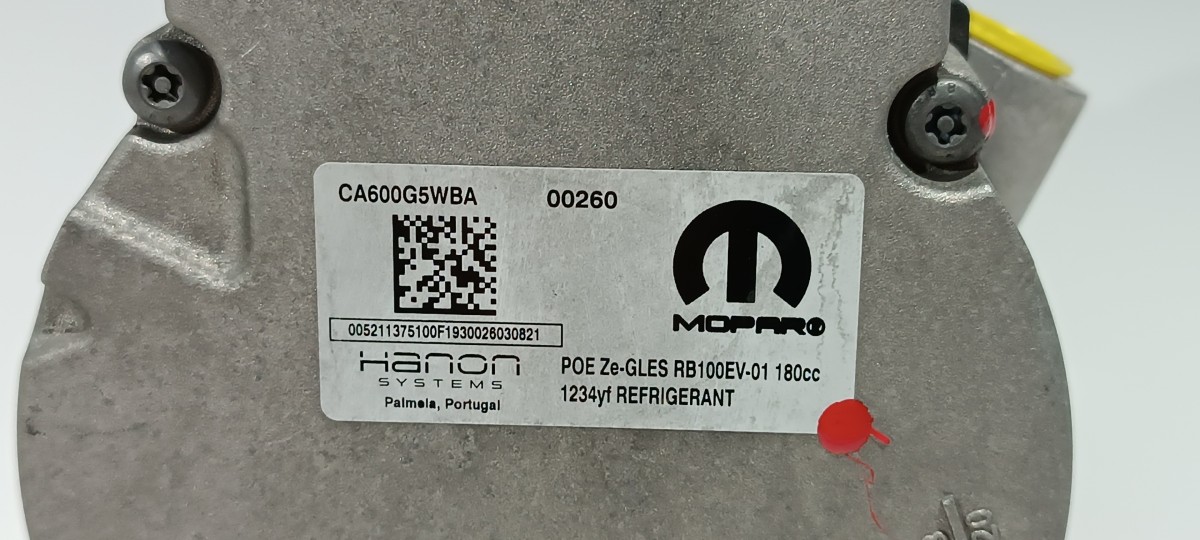 CA600G5WBA 00260
MOPAR®
005211375100F1930026030821
Hanon
SYSTEMS
Palmela, Portugal
POE Ze-GLES RB100EV-01 180cc
1234yf REFRIGERANT